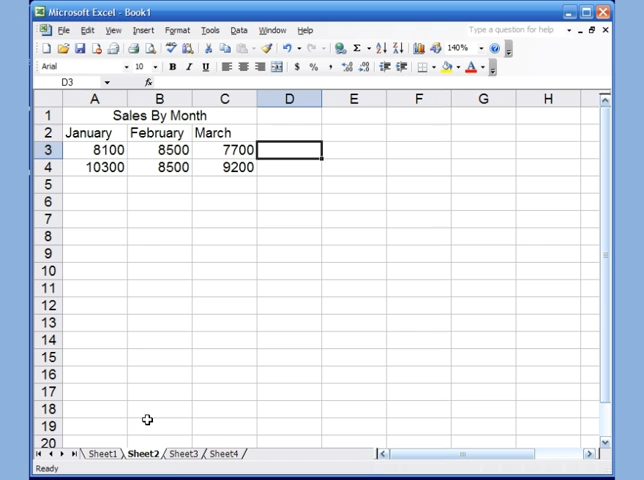 Microsoft Excel - Book1
File Edit View Insert Format Tools Data Window Help Type a question for help
Σ 140%
Arial 10 B I U $ % , A
D3 fx
A B C D E F G H
1 Sales By Month
2 January February March
3 8100 8500 7700
4 10300 8500 9200
5
6
7
8
9
10
11
12
13
14
15
16
17
18
19
20
Sheet1 Sheet2 Sheet3 Sheet4
Ready